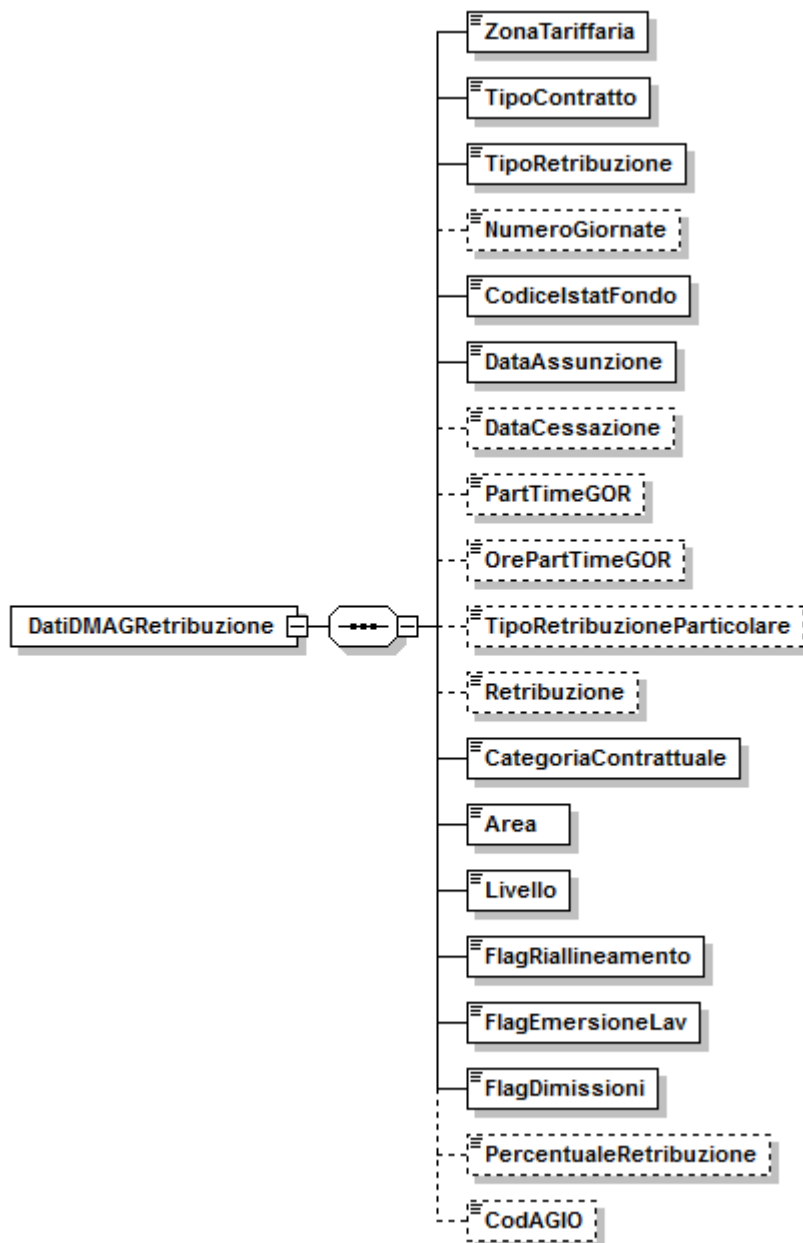 ZonaTariffaria
TipoContratto
TipoRetribuzione
NumeroGiornate
CodiceIstatFondo
DataAssunzione
DataCessazione
PartTimeGOR
OrePartTimeGOR
DatiDMAGRetribuzione
TipoRetribuzioneParticolare
Retribuzione
CategoriaContrattuale
Area
Livello
FlagRiallineamento
FlagEmersioneLav
FlagDimissioni
PercentualeRetribuzione
CodAGIO